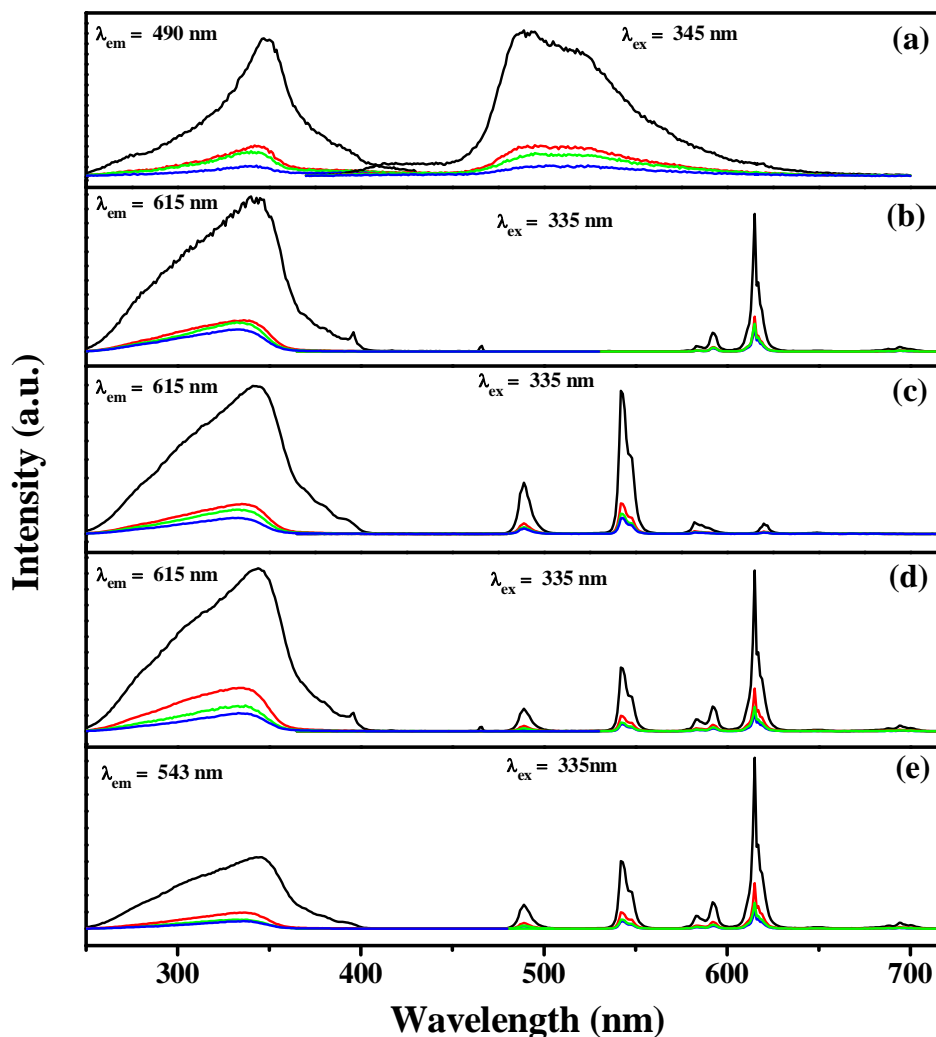 λem = 490 nm
λex = 345 nm
(a)
λem = 615 nm
λex = 335 nm
(b)
λem = 615 nm
λex = 335 nm
(c)
λem = 615 nm
λex = 335 nm
(d)
λem = 543 nm
λex = 335nm
(e)
Intensity (a.u.)
300 400 500 600 700
Wavelength (nm)